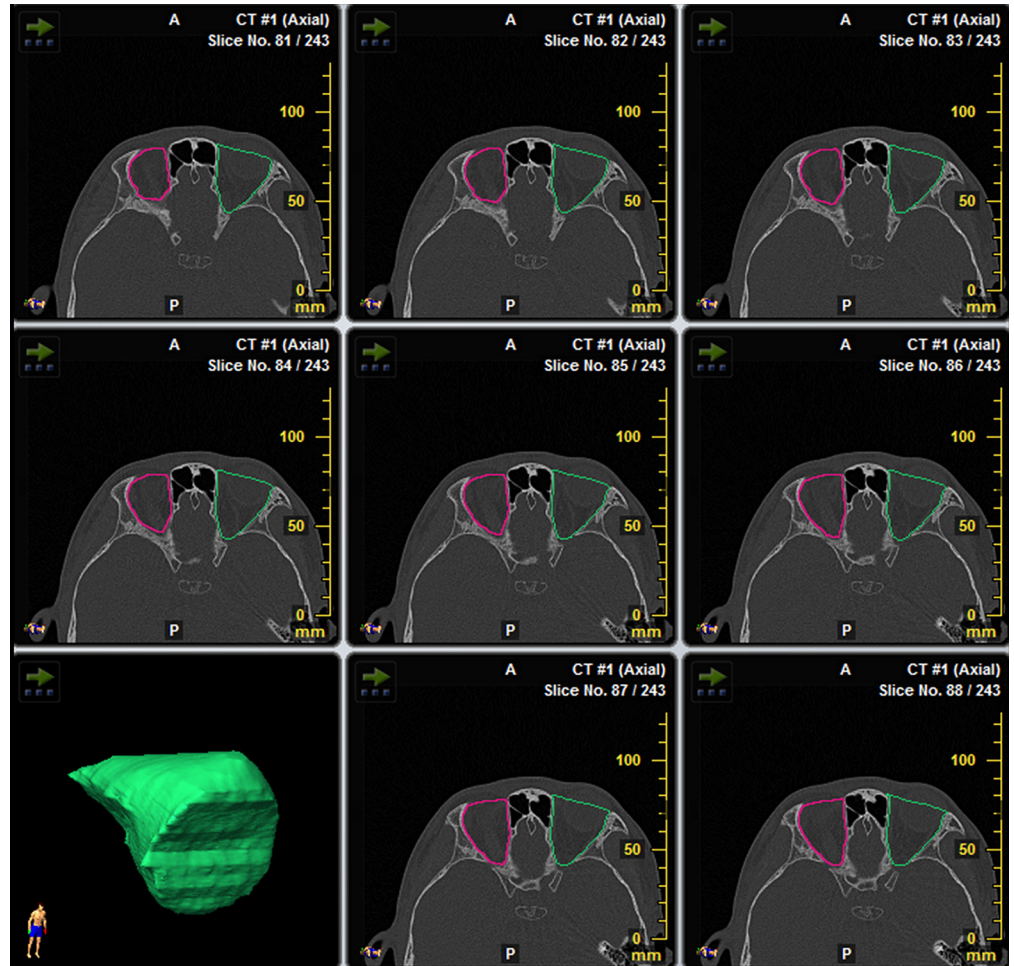 A CT #1 (Axial)
Slice No. 81 / 243
100
50
0
P mm
A CT #1 (Axial)
Slice No. 82 / 243
100
50
0
P mm
A CT #1 (Axial)
Slice No. 83 / 243
100
50
0
P mm
A CT #1 (Axial)
Slice No. 84 / 243
100
50
0
P mm
A CT #1 (Axial)
Slice No. 85 / 243
100
50
0
P mm
A CT #1 (Axial)
Slice No. 86 / 243
100
50
0
P mm
A CT #1 (Axial)
Slice No. 87 / 243
100
50
0
P mm
A CT #1 (Axial)
Slice No. 88 / 243
100
50
0
P mm